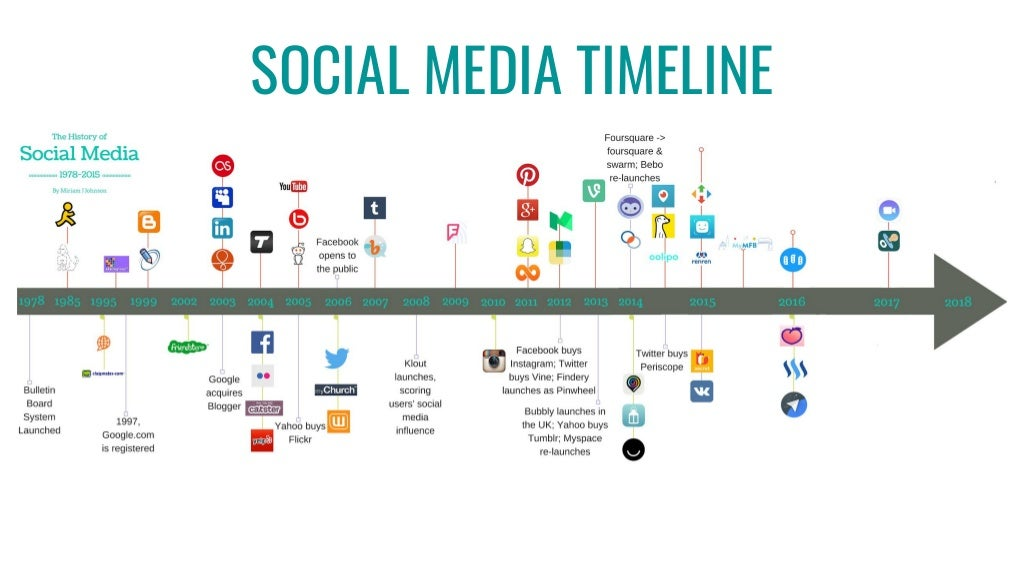 SOCIAL MEDIA TIMELINE
The History of
Social Media
1978-2015
By Miriam J Johnson
Foursquare ->
foursquare &
swarm; Bebo
re-launches
YouTube
Facebook
opens to
the public
oolipo
renren
MyMFB
1978 1985 1995 1999 2002 2003 2004 2005 2006 2007 2008 2009 2010 2011 2012 2013 2014 2015 2016 2017 2018
Bulletin
Board
System
Launched
classmates.com
1997,
Google.com
is registered
friendster
Google
acquires
Blogger
catster
yelp
Yahoo buys
Flickr
myChurch
Klout
launches,
scoring
users' social
media
influence
Facebook buys
Instagram; Twitter
buys Vine; Findery
launches as Pinwheel
Bubbly launches in
the UK; Yahoo buys
Tumblr; Myspace
re-launches
Twitter buys
Periscope
secret